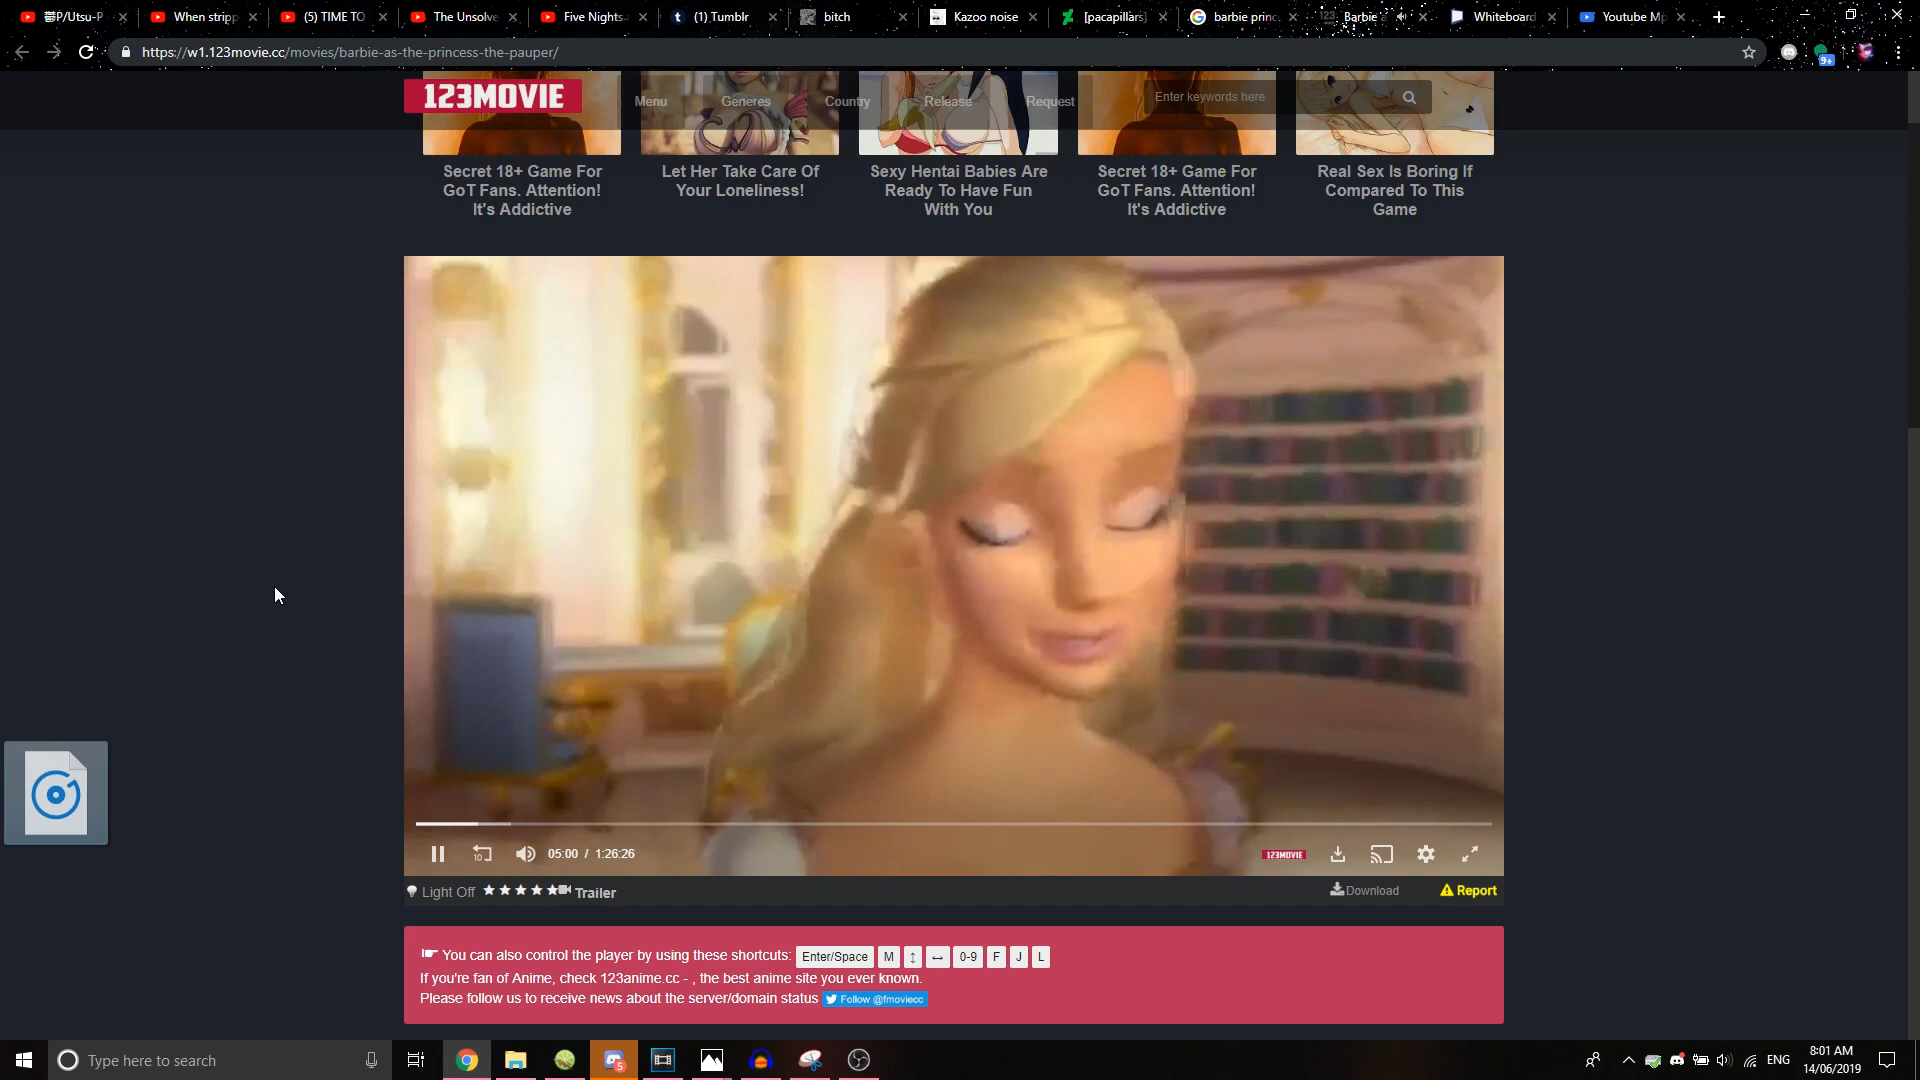 鬱P/Utsu-P
When stripp
(5) TIME TO
The Unsolve
Five Nights
(1) Tumblr
bitch
Kazoo noise
[pacapillars]
barbie princ
Barbie a
Whiteboard
Youtube Mp
https://w1.123movie.cc/movies/barbie-as-the-princess-the-pauper/
9+
123MOVIE
Menu
Generes
Country
Release
Request
Enter keywords here
Secret 18+ Game For
GoT Fans. Attention!
It's Addictive
Let Her Take Care Of
Your Loneliness!
Sexy Hentai Babies Are
Ready To Have Fun
With You
Secret 18+ Game For
GoT Fans. Attention!
It's Addictive
Real Sex Is Boring If
Compared To This
Game
10
05:00 / 1:26:26
123MOVIE
Light Off
Trailer
Download
Report
You can also control the player by using these shortcuts: Enter/Space M ↕ ↔ 0-9 F J L
If you're fan of Anime, check 123anime.cc - , the best anime site you ever known.
Please follow us to receive news about the server/domain status Follow @fmoviecc
Type here to search
5
ENG
8:01 AM
14/06/2019